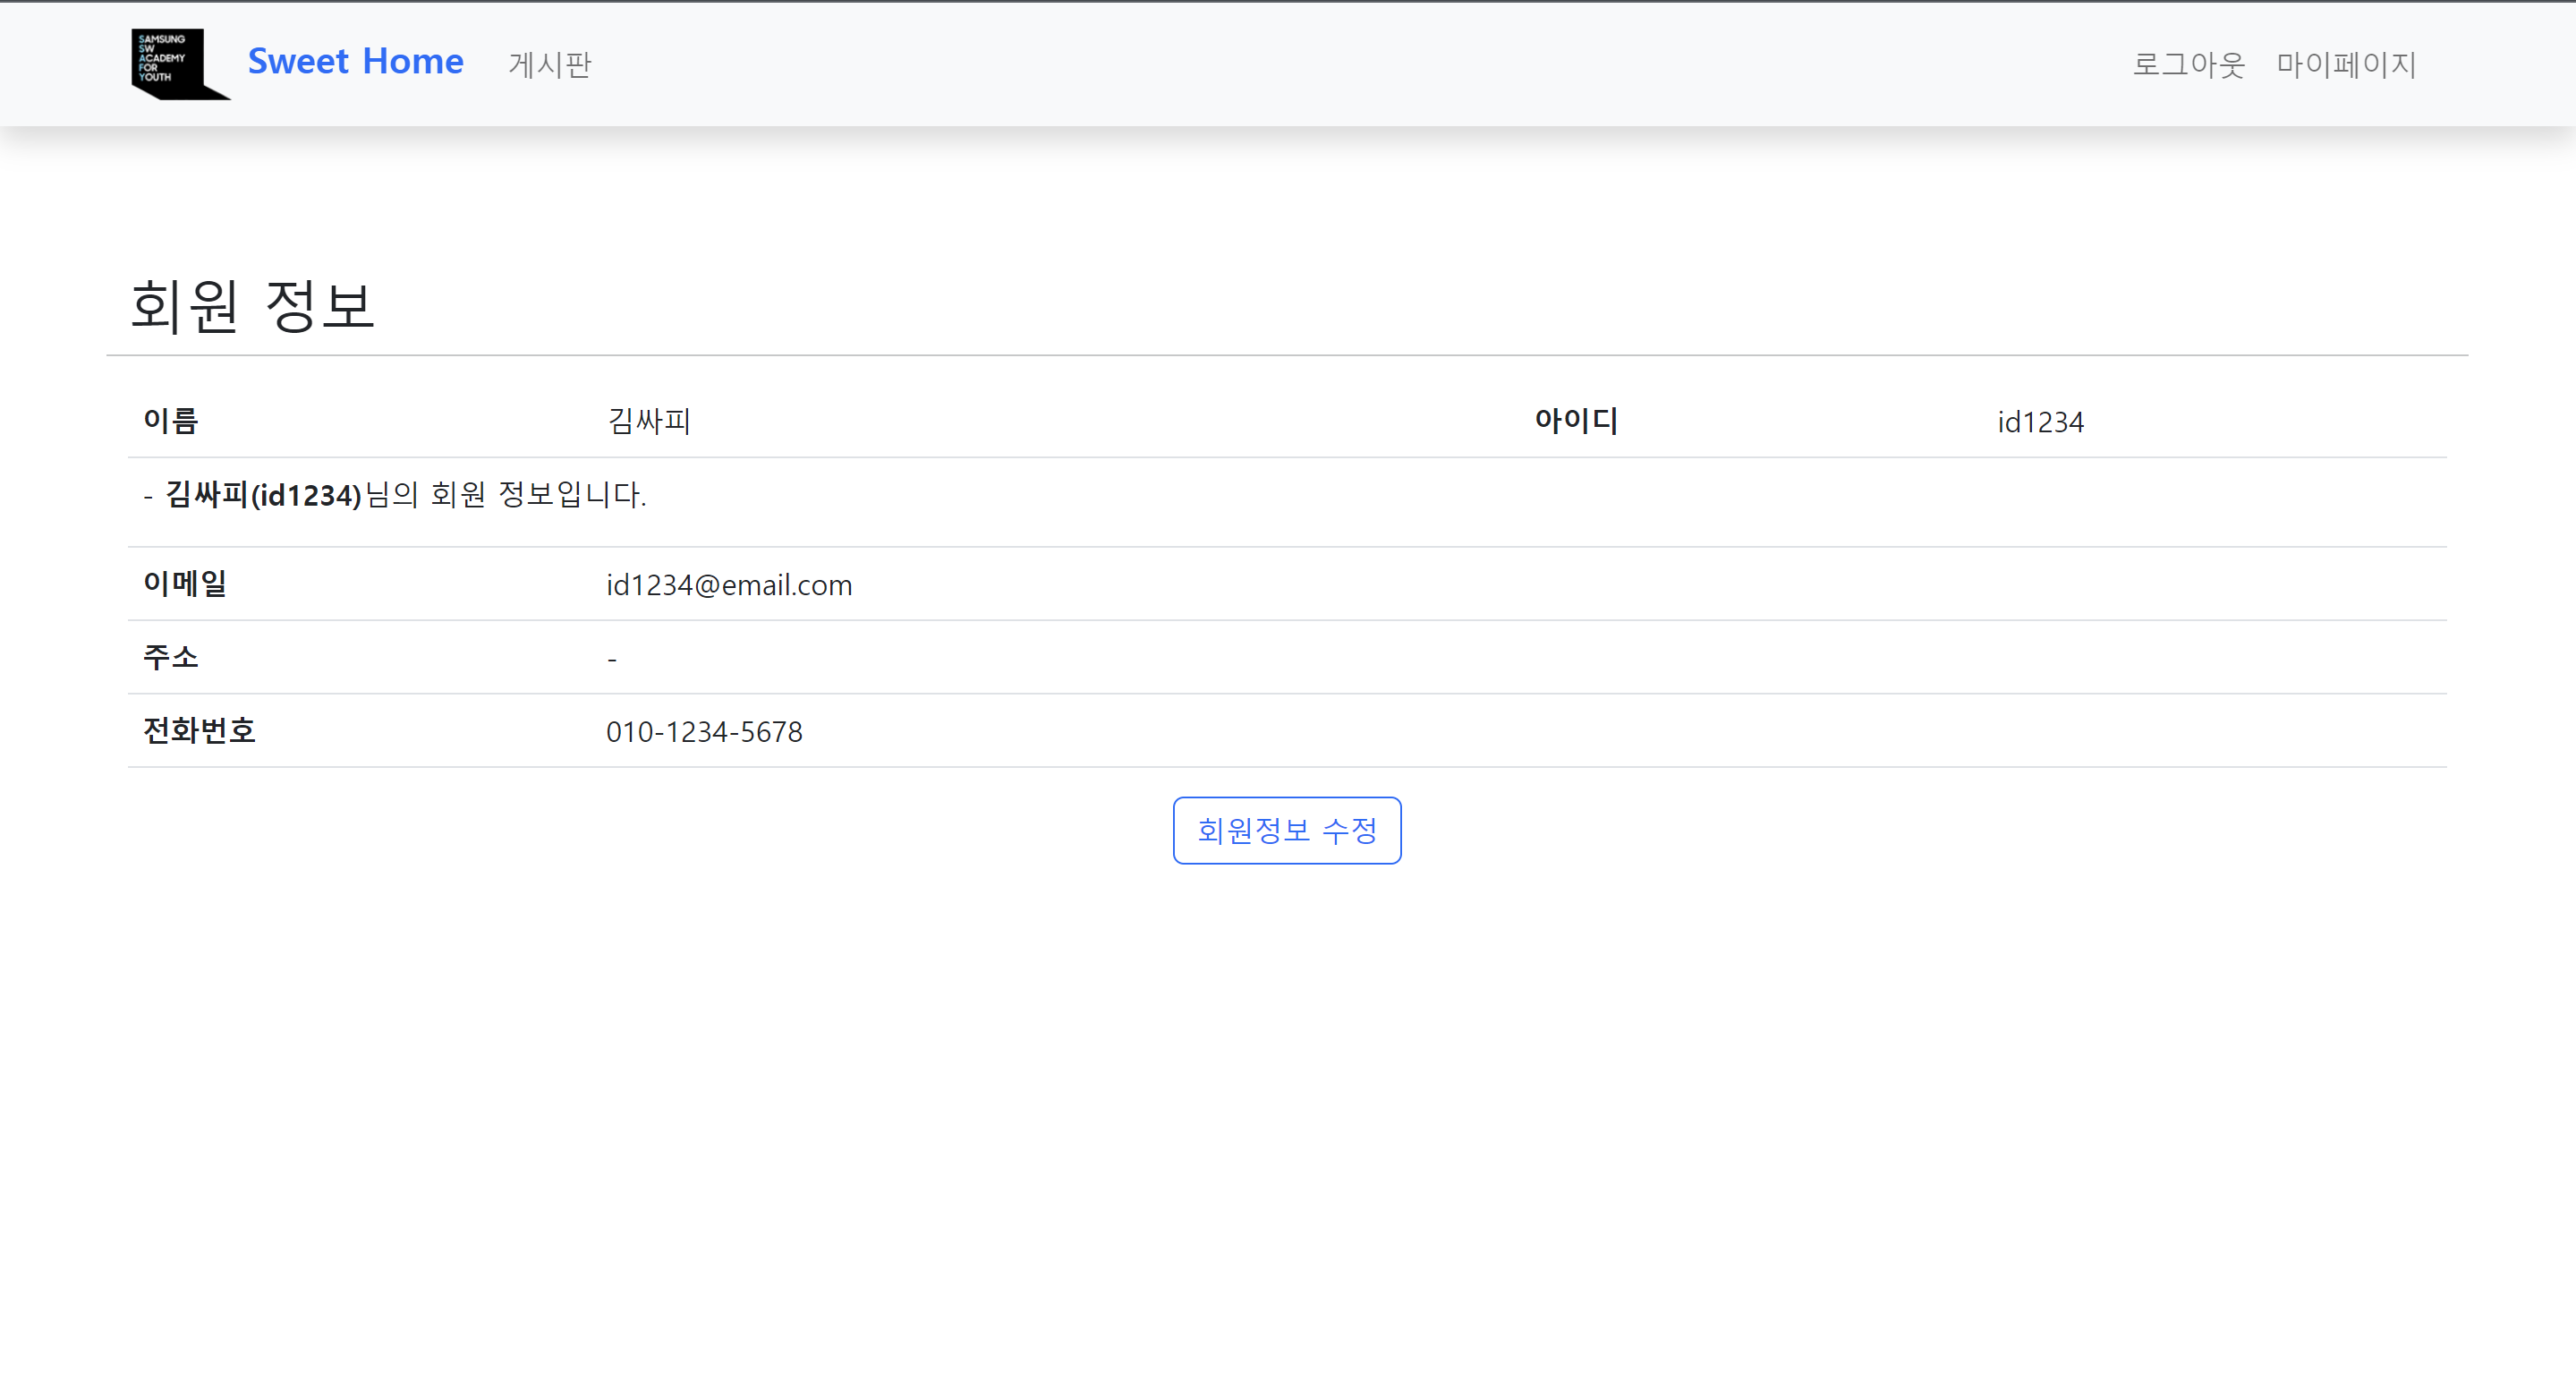 SAMSUNG
SW
ACADEMY
FOR
YOUTH
Sweet Home 게시판 로그아웃 마이페이지
회원 정보
이름 김싸피 아이디 id1234
- 김싸피(id1234)님의 회원 정보입니다.
이메일 id1234@email.com
주소 -
전화번호 010-1234-5678
회원정보 수정